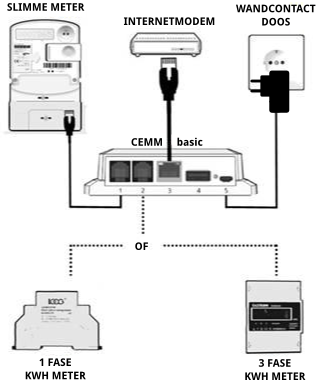 SLIMME METER
INTERNETMODEM
WANDCONTACT
DOOS
CEMM basic
1 2 3 4 5
OF
1 FASE
KWH METER
3 FASE
KWH METER